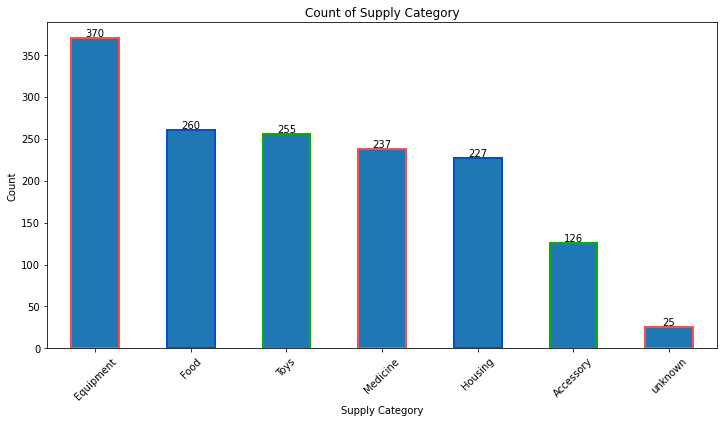 Count of Supply Category
Count
350
300
250
200
150
100
50
0
370
260
255
237
227
126
25
Equipment
Food
Toys
Medicine
Housing
Accessory
unknown
Supply Category